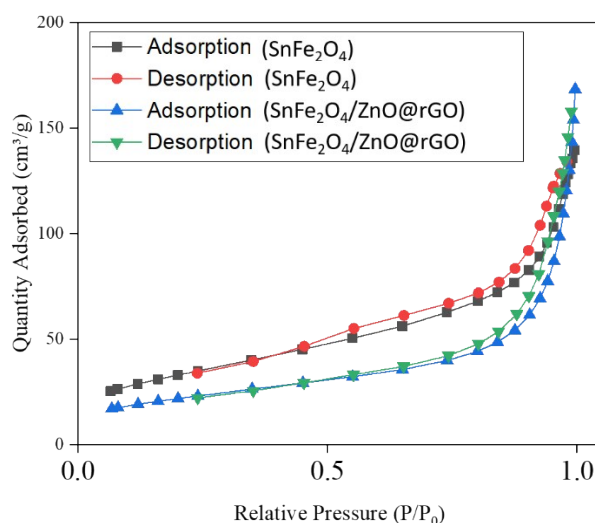 200
150
100
50
0
Quantity Adsorbed (cm³/g)
Adsorption (SnFe₂O₄)
Desorption (SnFe₂O₄)
Adsorption (SnFe₂O₄/ZnO@rGO)
Desorption (SnFe₂O₄/ZnO@rGO)
0.0 0.5 1.0
Relative Pressure (P/P₀)